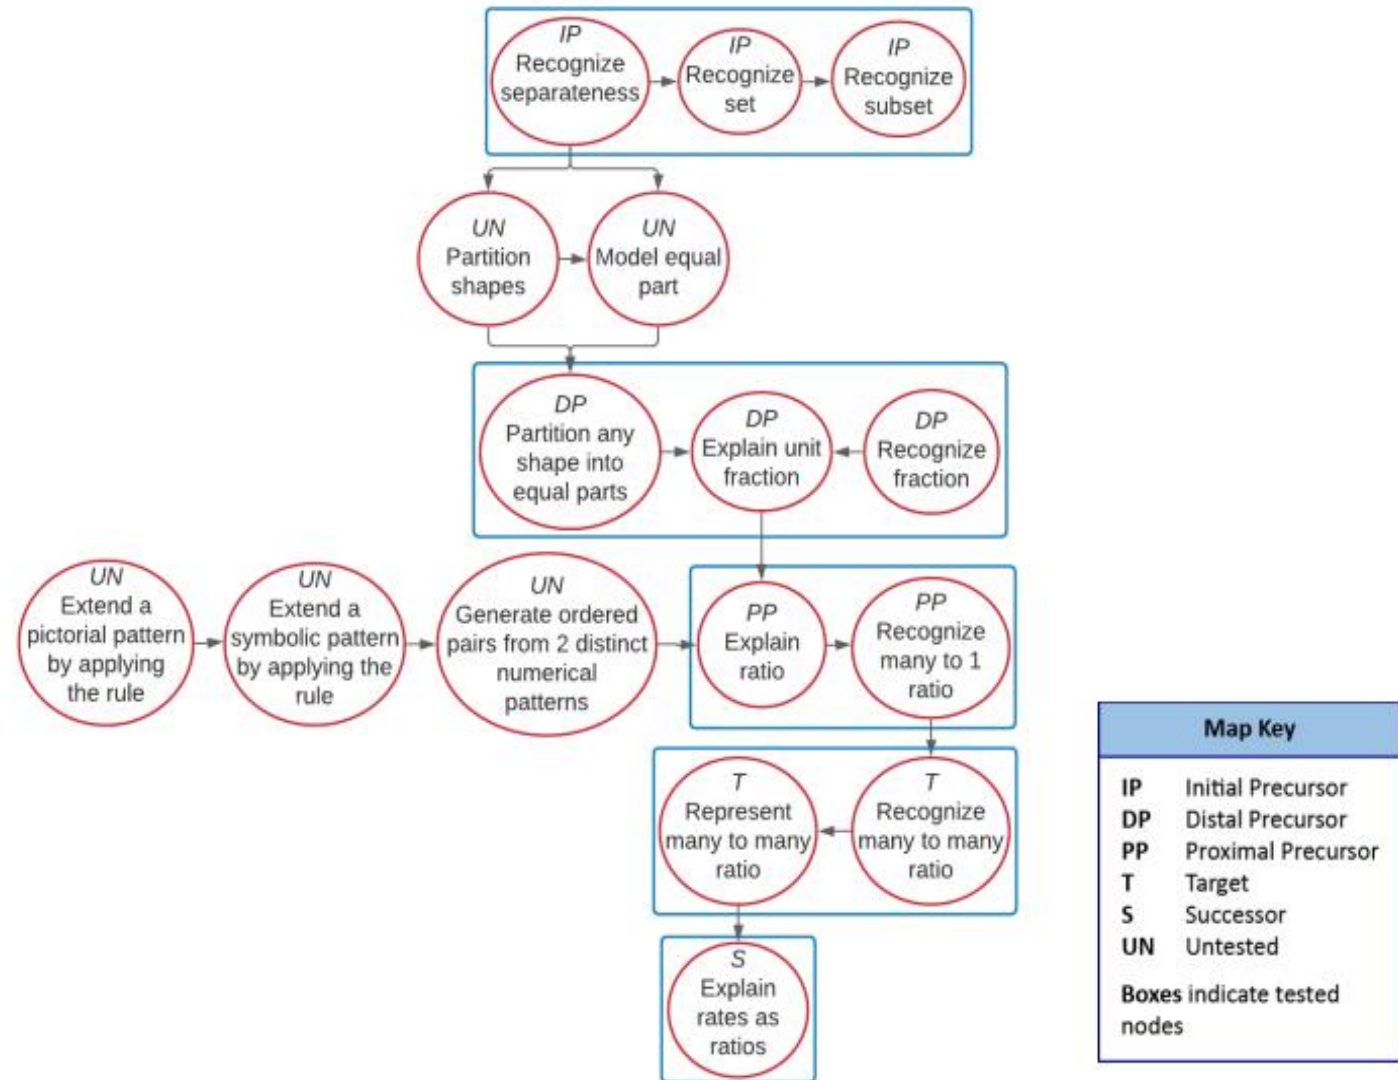 IP
Recognize
separateness
IP
Recognize
set
IP
Recognize
subset
UN
Partition
shapes
UN
Model equal
part
DP
Partition any
shape into
equal parts
DP
Explain unit
fraction
DP
Recognize
fraction
UN
Extend a
pictorial pattern
by applying
the rule
UN
Extend a
symbolic pattern
by applying the
rule
UN
Generate ordered
pairs from 2 distinct
numerical
patterns
PP
Explain
ratio
PP
Recognize
many to 1
ratio
T
Represent
many to many
ratio
T
Recognize
many to many
ratio
S
Explain
rates as
ratios
Map Key
IP Initial Precursor
DP Distal Precursor
PP Proximal Precursor
T Target
S Successor
UN Untested
Boxes indicate tested
nodes